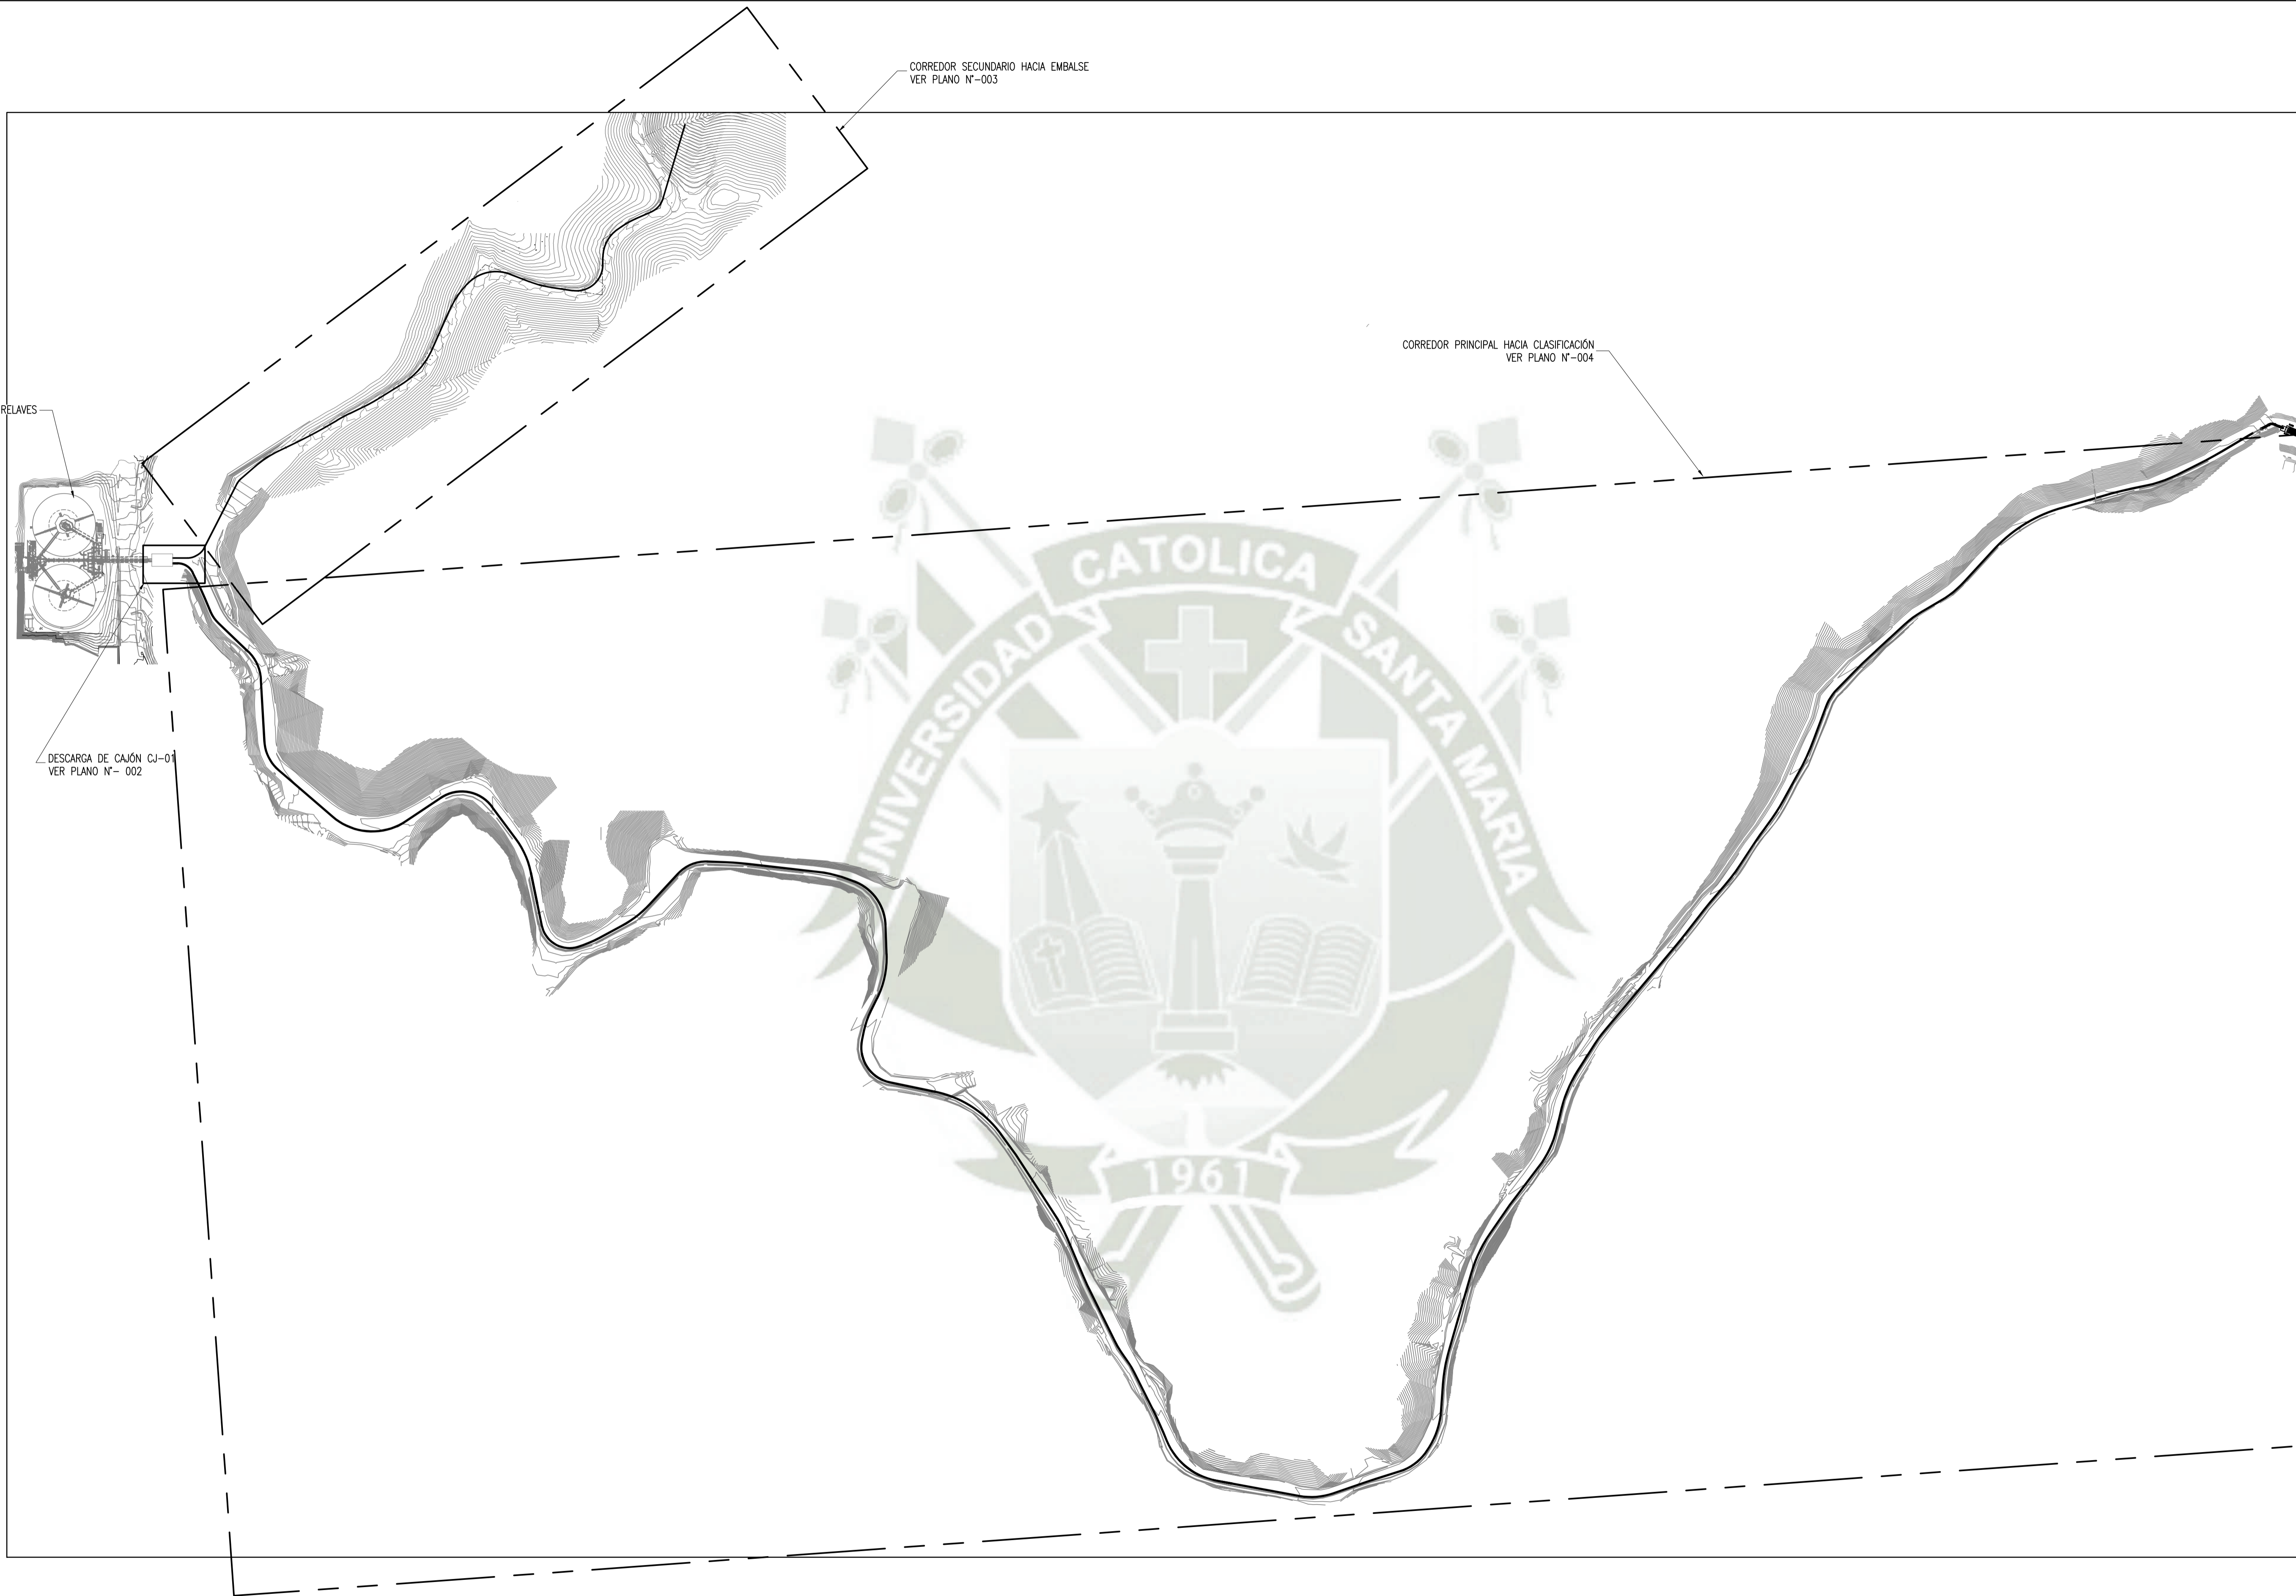 CORREDOR SECUNDARIO HACIA EMBALSE
VER PLANO N°-003
CORREDOR PRINCIPAL HACIA CLASIFICACIÓN
VER PLANO N°-004
RELAVES
DESCARGA DE CAJÓN CJ-01
VER PLANO N°- 002
UNIVERSIDAD
CATOLICA
SANTA MARIA
1961